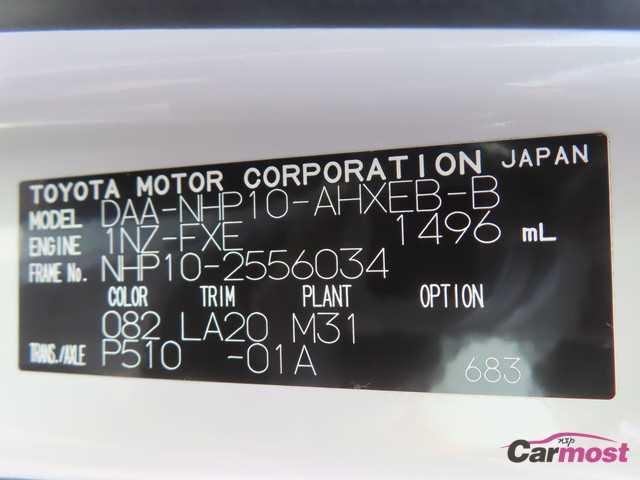 TOYOTA MOTOR CORPORATION JAPAN
MODEL DAA-NHP10-AHXEB-B
ENGINE 1NZ-FXE 1496 mL
FRAME No. NHP10-2556034
COLOR TRIM PLANT OPTION
082 LA20 M31
TRANS./AXLE P510 -01A
683
nsp
Carmost